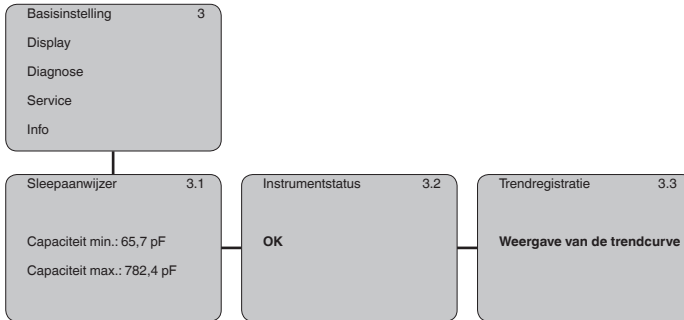 Basisinstelling 3
Display
Diagnose
Service
Info
Sleepaanwijzer 3.1
Capaciteit min.: 65,7 pF
Capaciteit max.: 782,4 pF
Instrumentstatus 3.2
OK
Trendregistratie 3.3
Weergave van de trendcurve